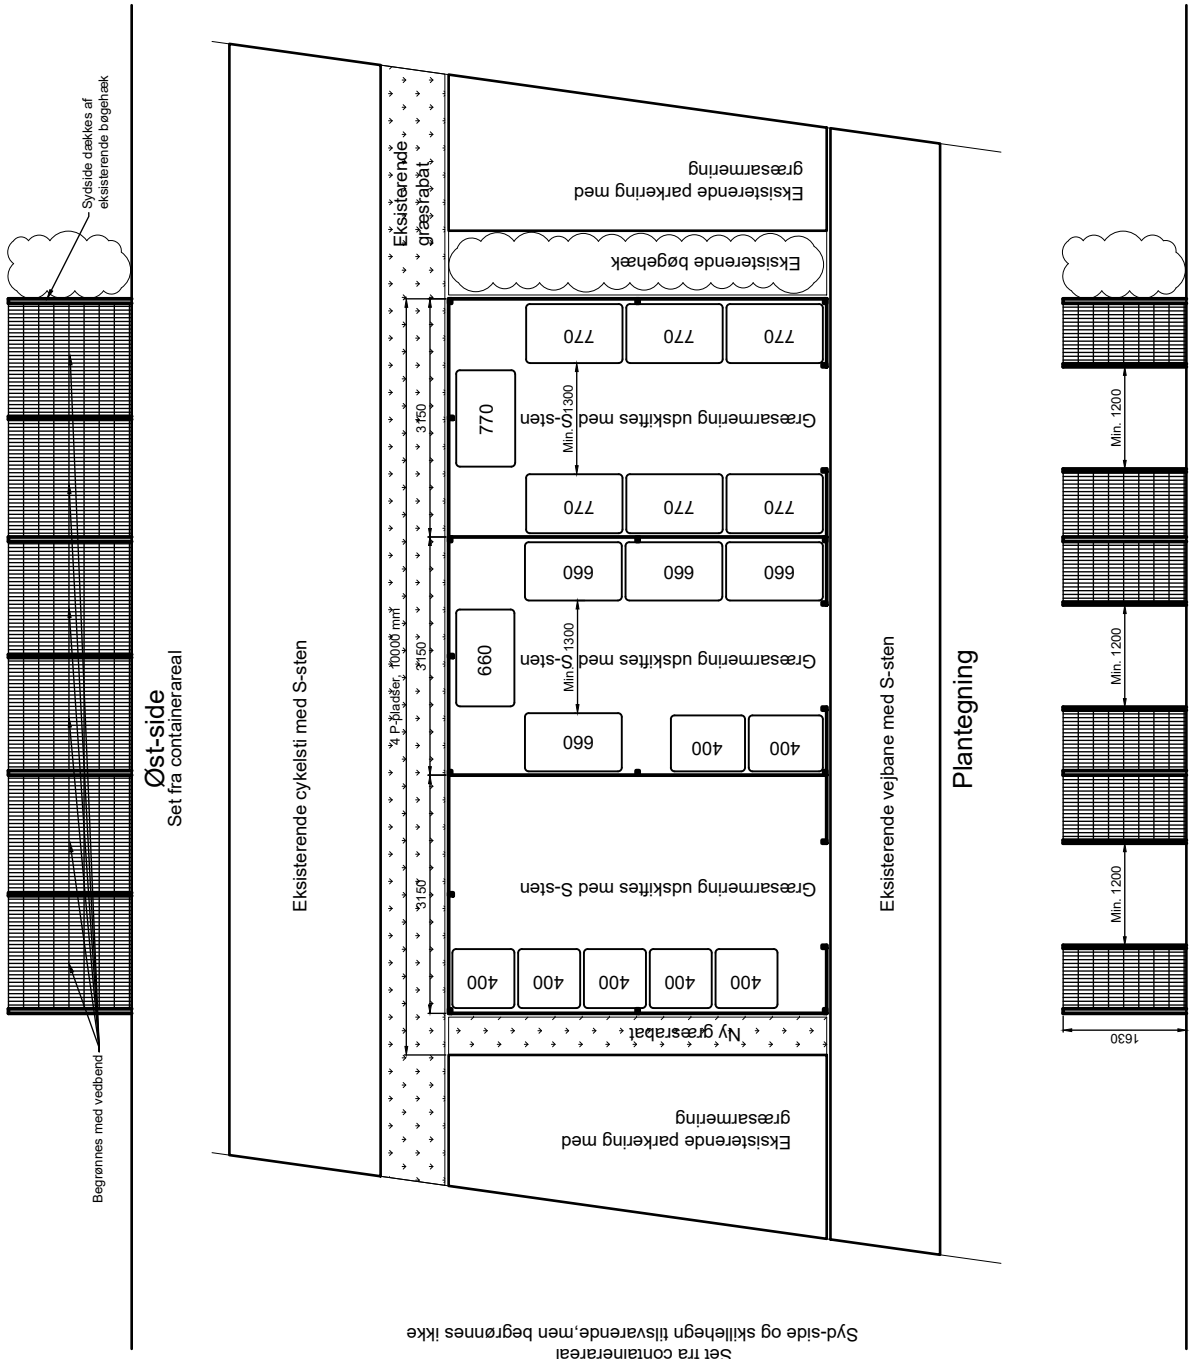 Sydside dækkes af
eksisterende bøgehæk
Begrønnes med vedbend
Øst-side
Set fra containerareal
Eksisterende cykelsti med S-sten
Eksisterende
græsrabat
4 P-pladser, 10000 mm
3150
3150
3150
Eksisterende parkering med
græsarmering
Eksisterende bøgehæk
770
770
770
770
Min. 1300
Græsarmering udskiftes med S-sten
770
770
770
660
660
660
660
Min. 1300
Græsarmering udskiftes med S-sten
660
400
400
Græsarmering udskiftes med S-sten
400
400
400
400
400
Ny græsrabat
Eksisterende parkering med
græsarmering
Eksisterende vejbane med S-sten
Plantegning
Min. 1200
Min. 1200
Min. 1200
1630
Set fra containerareal
Syd-side og skillehegn tilsvarende,men begrønnes ikke